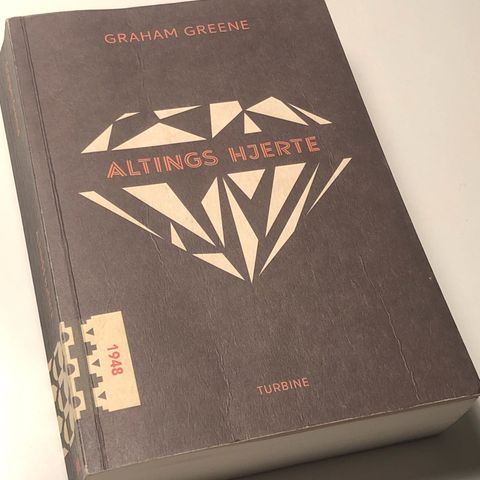 GRAHAM GREENE
ALTINGS HJERTE
1948
TURBINE